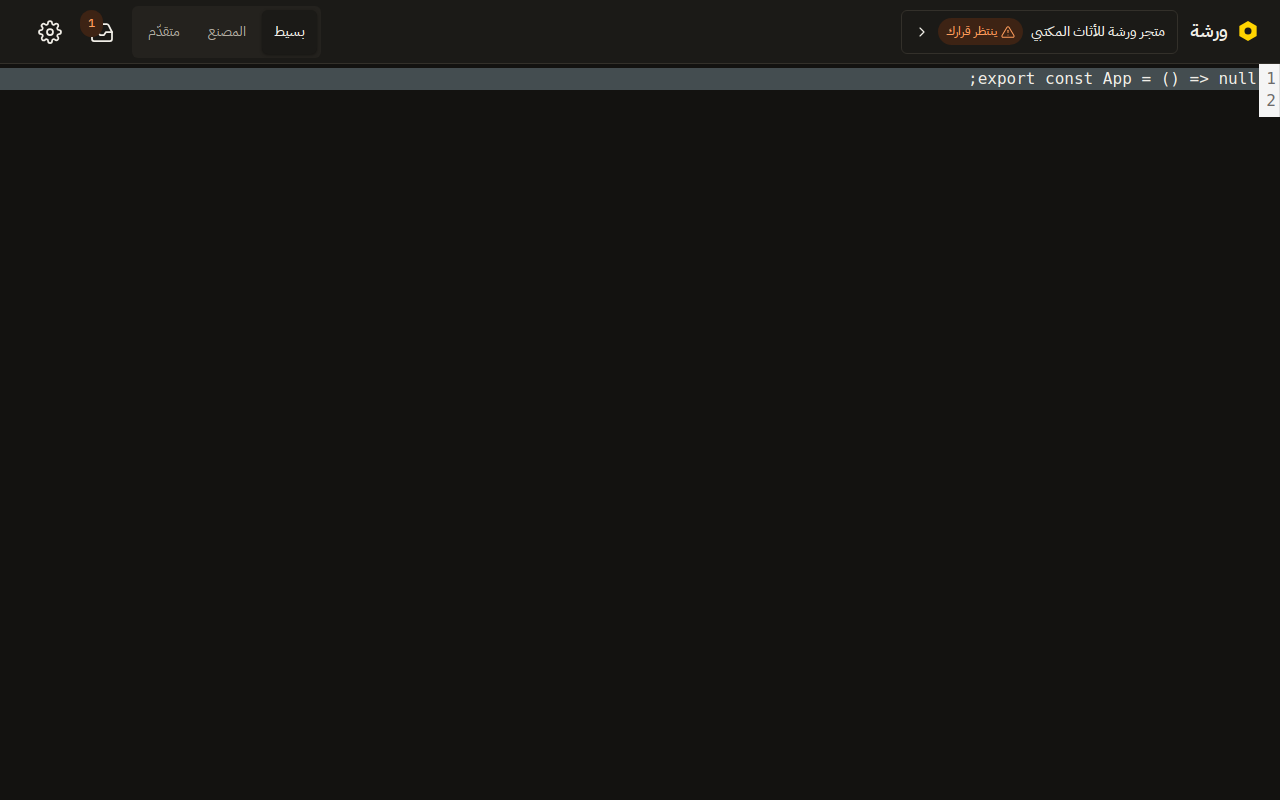 ورشة
متجر ورشة للأثاث المكتبي
ينتظر قرارك
بسيط
المصنع
متقدّم
1
1 export const App = () => null;
2